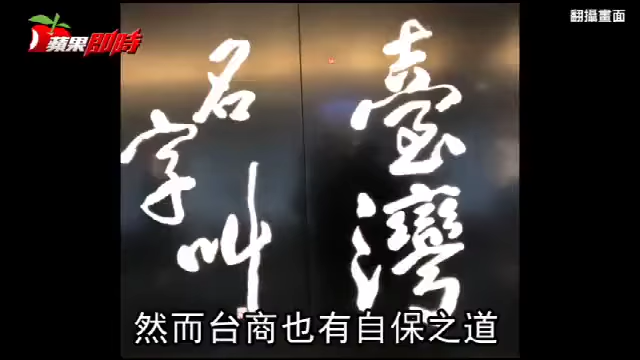 蘋果即時
翻攝畫面
臺灣
名字叫
然而台商也有自保之道